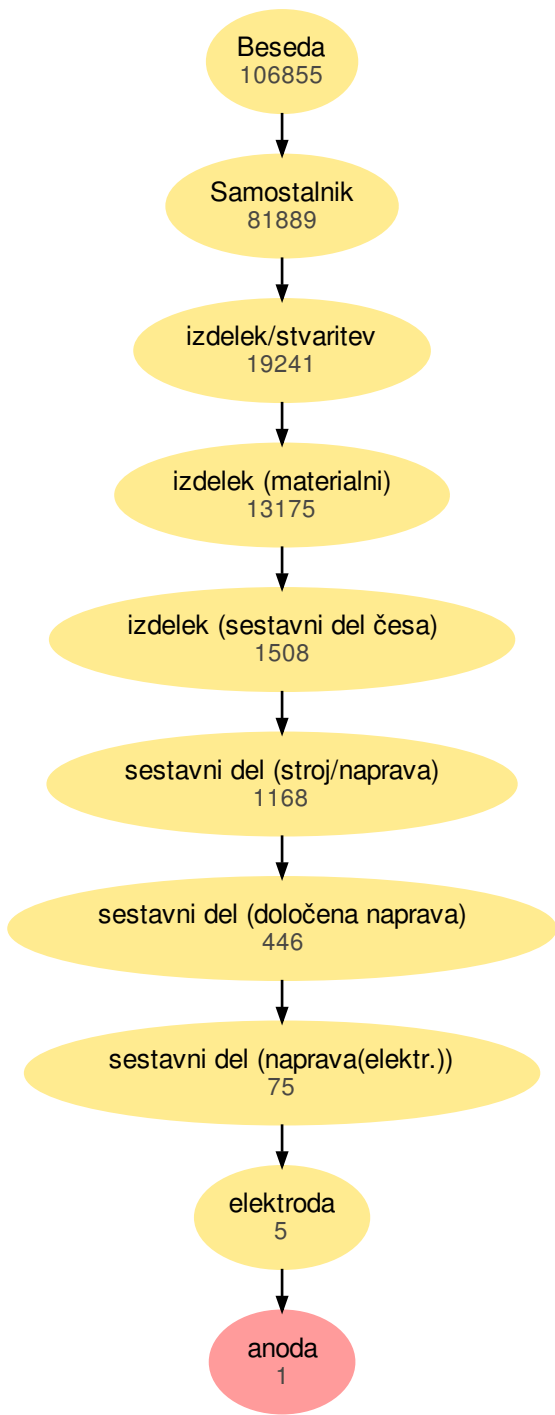 Beseda
106855
Samostalnik
81889
izdelek/stvaritev
19241
izdelek (materialni)
13175
izdelek (sestavni del česa)
1508
sestavni del (stroj/naprava)
1168
sestavni del (določena naprava)
446
sestavni del (naprava(elektr.))
75
elektroda
5
anoda
1